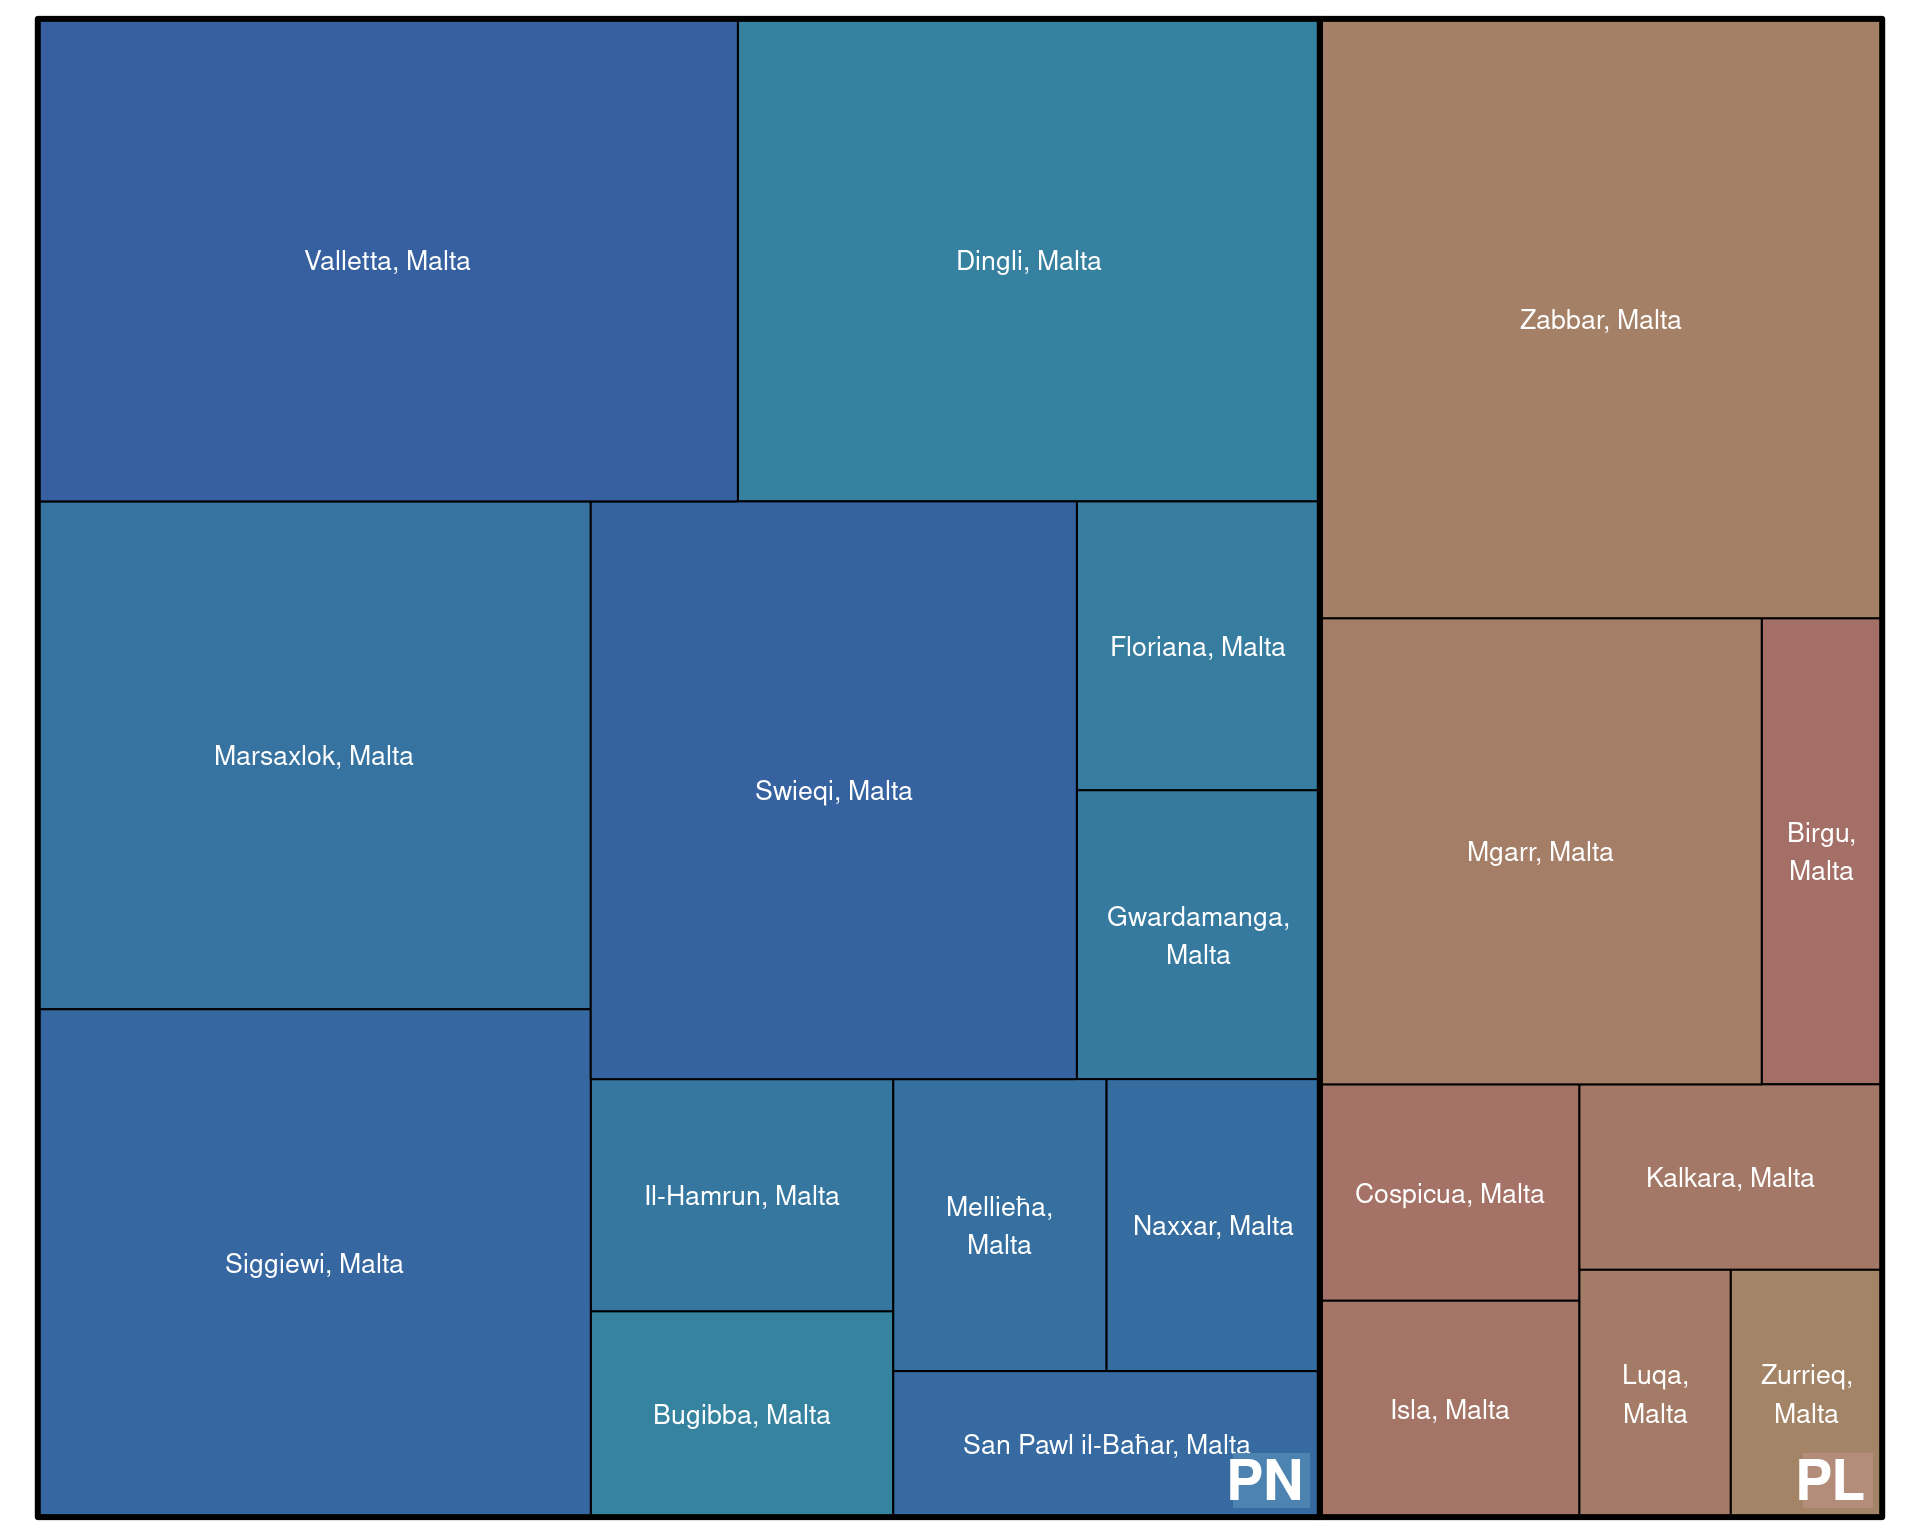 Valletta, Malta
Dingli, Malta
Zabbar, Malta
Marsaxlok, Malta
Swieqi, Malta
Floriana, Malta
Gwardamanga,
Malta
Mgarr, Malta
Birgu,
Malta
Siggiewi, Malta
Il-Hamrun, Malta
Bugibba, Malta
Mellieħa,
Malta
Naxxar, Malta
San Pawl il-Baħar, Malta
PN
Cospicua, Malta
Kalkara, Malta
Isla, Malta
Luqa,
Malta
Zurrieq,
Malta
PL